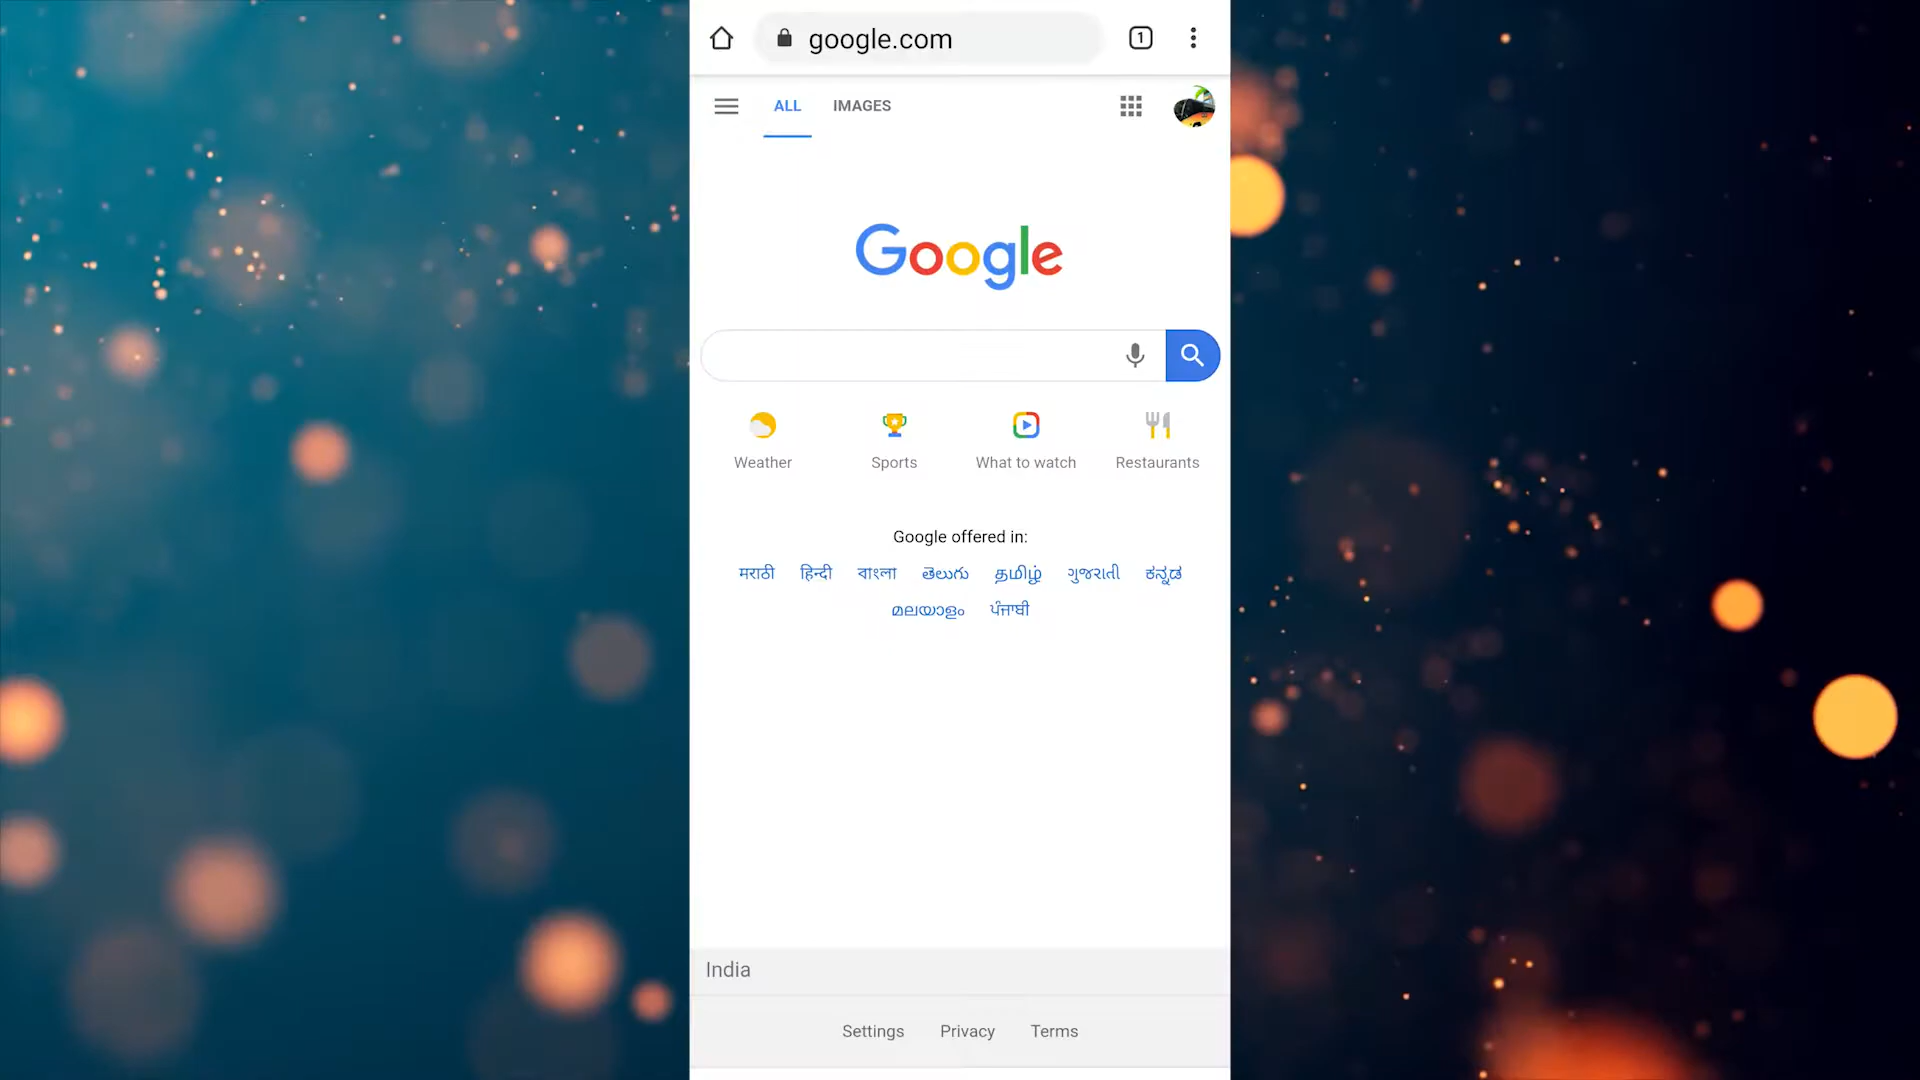 google.com 1
ALL IMAGES
Google
Weather Sports What to watch Restaurants
Google offered in:
मराठी हिन्दी বাংলা తెలుగు தமிழ் ગુજરાતી ಕನ್ನಡ
മലയാളം ਪੰਜਾਬੀ
India
Settings Privacy Terms